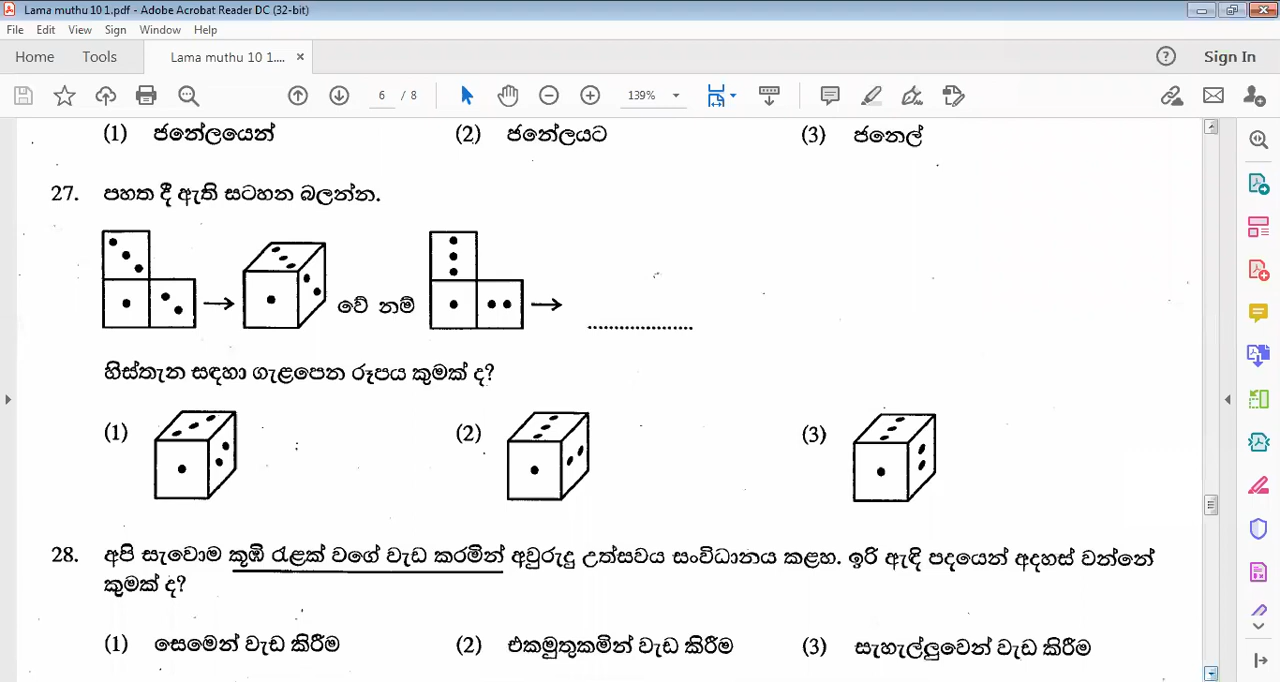 Lama muthu 10 1.pdf - Adobe Acrobat Reader DC (32-bit)
File Edit View Sign Window Help
Home Tools Lama muthu 10 1.... × Sign In
6 / 8 139%
(1) ජනේලයෙන් (2) ජනේලයට (3) ජනෙල්
27. පහත දී ඇති සටහන බලන්න.
වේ නම්
හිස්තැන සඳහා ගැළපෙන රූපය කුමක් ද?
(1) (2) (3)
28. අපි සැවොම කූඹි රැළක් වගේ වැඩ කරමින් අවුරුදු උත්සවය සංවිධානය කළහ. ඉරි ඇඳි පදයෙන් අදහස් වන්නේ
කුමක් ද?
(1) සෙමෙන් වැඩ කිරීම (2) එකමුතුකමින් වැඩ කිරීම (3) සැහැල්ලුවෙන් වැඩ කිරීම